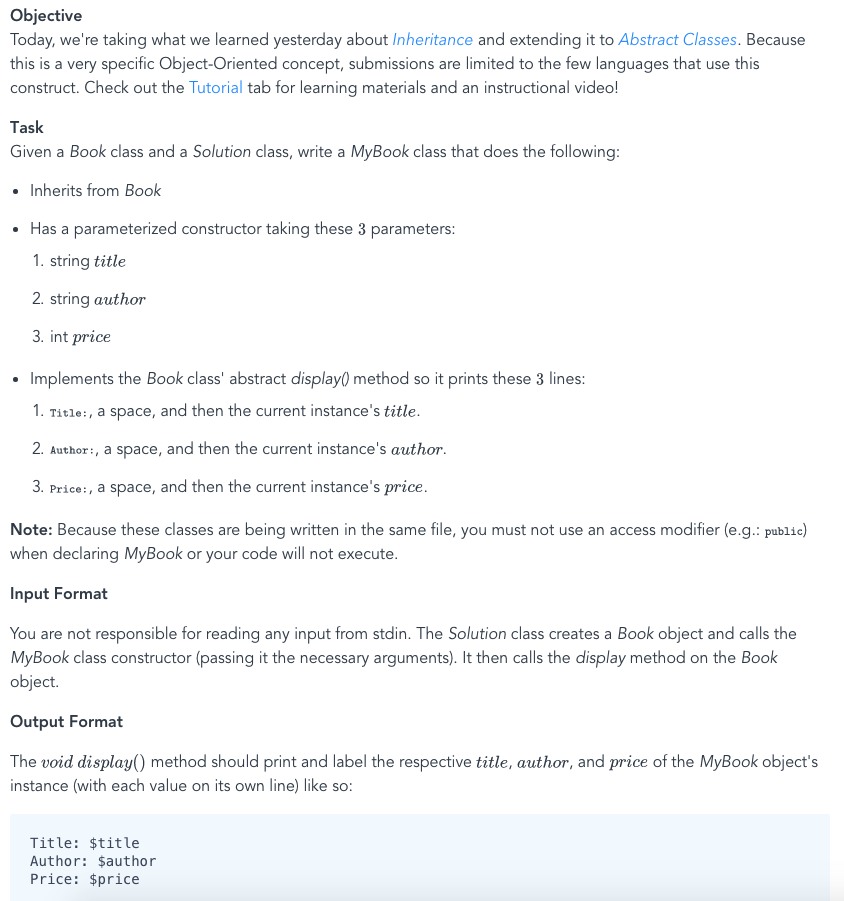 Objective
Today, we're taking what we learned yesterday about Inheritance and extending it to Abstract Classes. Because
this is a very specific Object-Oriented concept, submissions are limited to the few languages that use this
construct. Check out the Tutorial tab for learning materials and an instructional video!
Task
Given a Book class and a Solution class, write a MyBook class that does the following:
• Inherits from Book
• Has a parameterized constructor taking these 3 parameters:
1. string title
2. string author
3. int price
• Implements the Book class' abstract display() method so it prints these 3 lines:
1. Title:, a space, and then the current instance's title.
2. Author:, a space, and then the current instance's author.
3. Price:, a space, and then the current instance's price.
Note: Because these classes are being written in the same file, you must not use an access modifier (e.g.: public)
when declaring MyBook or your code will not execute.
Input Format
You are not responsible for reading any input from stdin. The Solution class creates a Book object and calls the
MyBook class constructor (passing it the necessary arguments). It then calls the display method on the Book
object.
Output Format
The void display() method should print and label the respective title, author, and price of the MyBook object's
instance (with each value on its own line) like so:
Title: $title
Author: $author
Price: $price